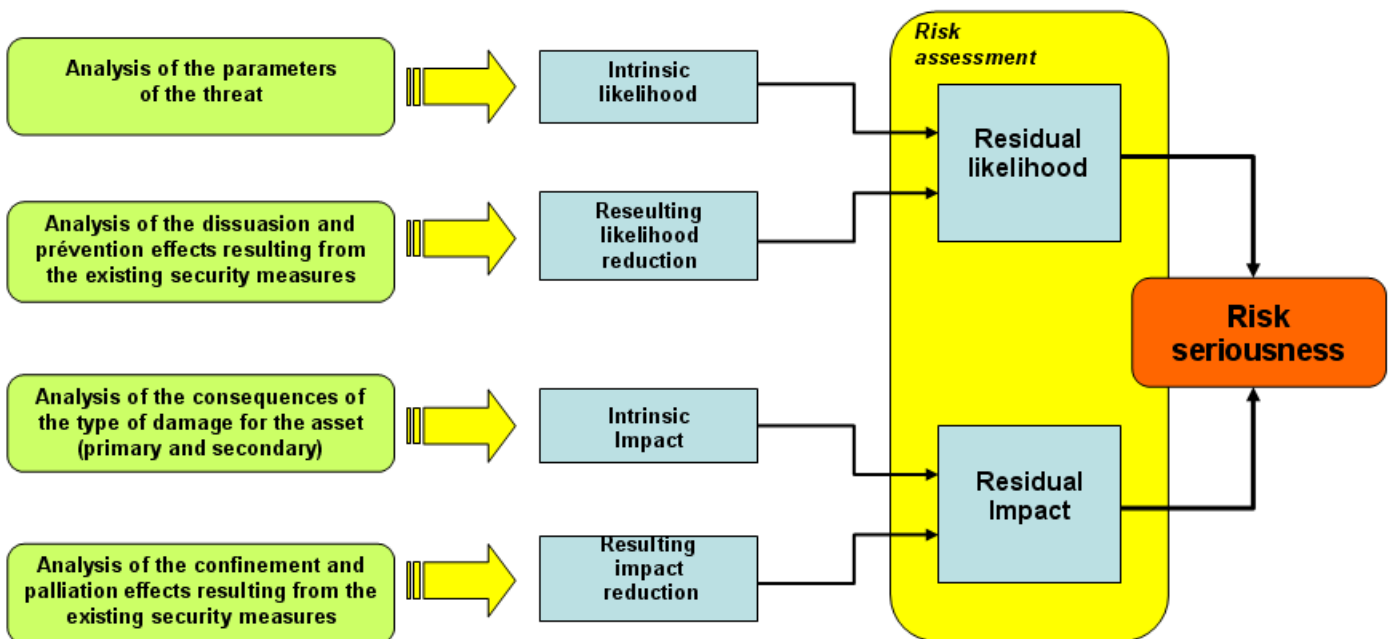 Risk
assessment
Analysis of the parameters
of the threat
Intrinsic
likelihood
Residual
likelihood
Analysis of the dissuasion and
prévention effects resulting from
the existing security measures
Reseulting
likelihood
reduction
Risk
seriousness
Analysis of the consequences of
the type of damage for the asset
(primary and secondary)
Intrinsic
Impact
Residual
Impact
Analysis of the confinement and
palliation effects resulting from the
existing security measures
Resulting
impact
reduction